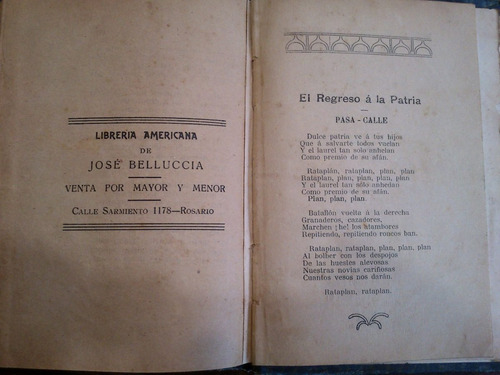 LIBRERIA AMERICANA
DE
JOSÉ BELLUCCIA
VENTA POR MAYOR Y MENOR
CALLE SARMIENTO 1178—ROSARIO
El Regreso á la Patria
PASA - CALLE
Dulce patria ve á tus hijos
Que á salvarte todos vuelan
Y el laurel tan sólo anhelan
Como premio de su afán.
Rataplán, rataplan, plan, plan
Rataplan, plan, plan, plan, plan
Y el laurel tan sólo anhelan
Como premio de su afán.
Plan, plan, plan.
Batallón vuelta á la derecha
Granaderos, cazadores,
Marchen ¡he! los atambores
Repitiendo, repitiendo roncos ban.
Rataplan, rataplan, plan, plan, plan
Al bolber con los despojos
De las huestes alevosas
Nuestras novias cariñosas
Cuantos vesos nos darán.
Rataplan, rataplan.